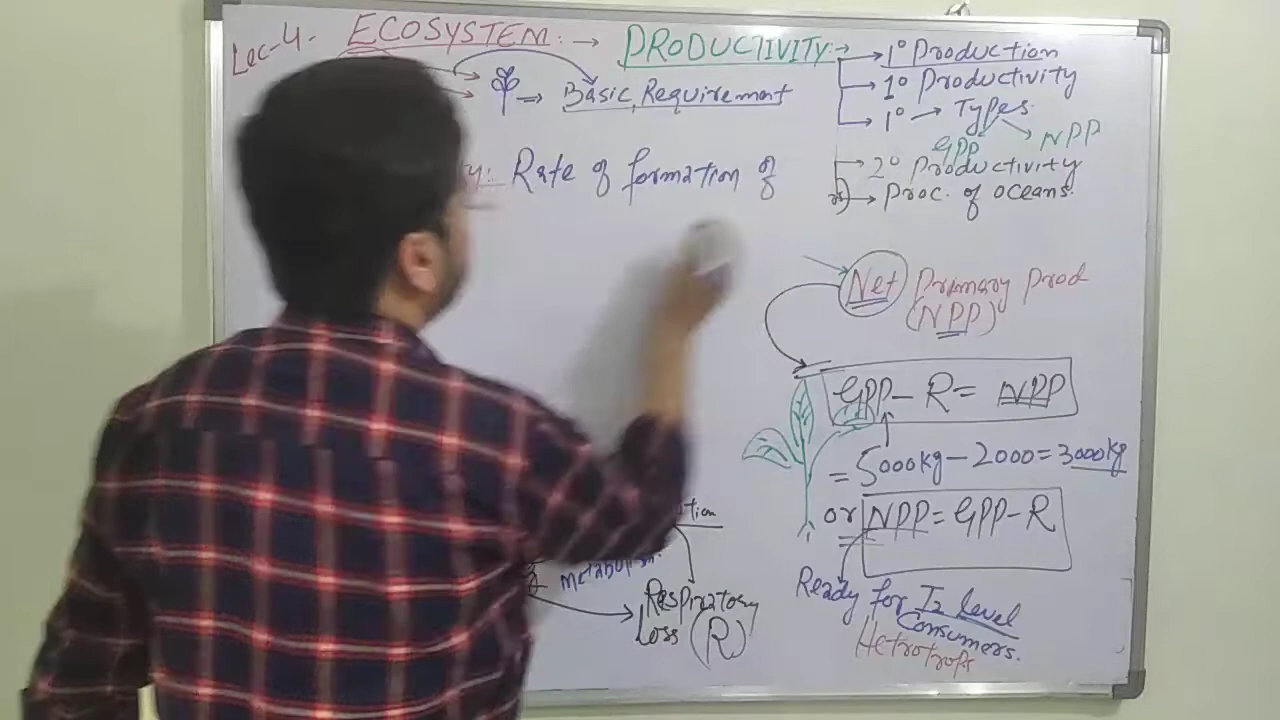 Lec-4. ECOSYSTEM: → PRODUCTIVITY:→
→ 1° Production
→ 1° Productivity
→ 1° → Types
GPP → NPP
→ 2° Productivity
→ Proc. of oceans.
⇒ Basic Requirement
y: Rate of formation of
Net Primary Prod
(NPP)
GPP - R = NPP
= 5000kg - 2000 = 3000kg
or NPP = GPP - R
Ready for I2 level
Consumers.
Hetrotrofs
tion
Metabolism.
Respiratory
Loss (R)